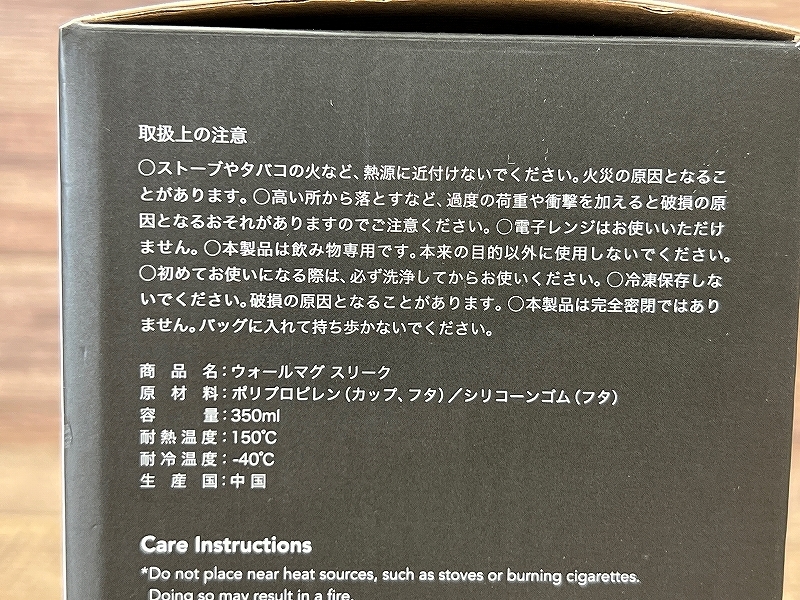 取扱上の注意
○ストーブやタバコの火など、熱源に近付けないでください。火災の原因となるこ
とがあります。○高い所から落とすなど、過度の荷重や衝撃を加えると破損の原
因となるおそれがありますのでご注意ください。○電子レンジはお使いいただけ
ません。○本製品は飲み物専用です。本来の目的以外に使用しないでください。
○初めてお使いになる際は、必ず洗浄してからお使いください。○冷凍保存しな
いでください。破損の原因となることがあります。○本製品は完全密閉ではあり
ません。バッグに入れて持ち歩かないでください。
商品名：ウォールマグ スリーク
原材料：ポリプロピレン（カップ、フタ）／シリコーンゴム（フタ）
容量：350ml
耐熱温度：150℃
耐冷温度：-40℃
生産国：中国
Care Instructions
*Do not place near heat sources, such as stoves or burning cigarettes.
Doing so may result in a fire.